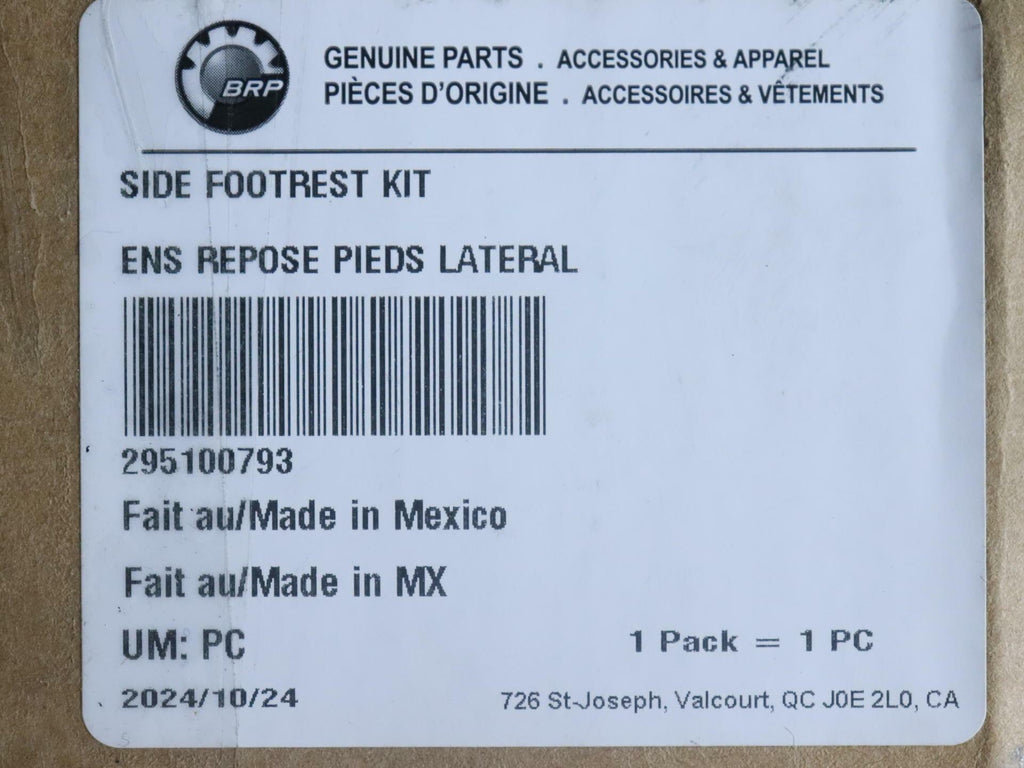 BRP
GENUINE PARTS . ACCESSORIES & APPAREL
PIÈCES D'ORIGINE . ACCESSOIRES & VÊTEMENTS
SIDE FOOTREST KIT
ENS REPOSE PIEDS LATERAL
295100793
Fait au/Made in Mexico
Fait au/Made in MX
UM: PC
1 Pack = 1 PC
2024/10/24
726 St-Joseph, Valcourt, QC J0E 2L0, CA